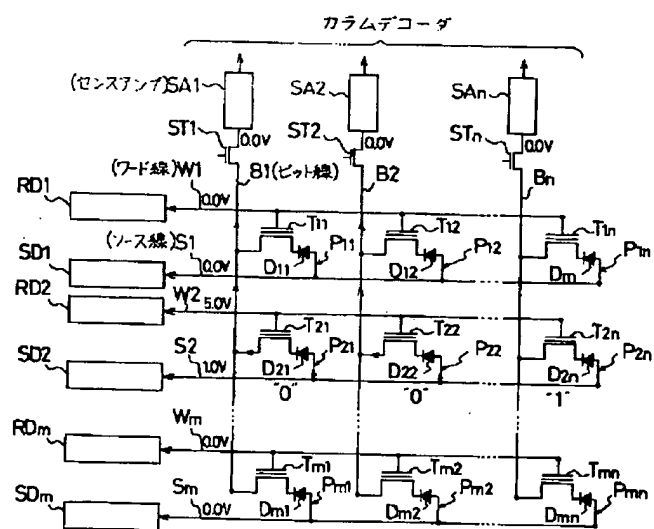 カラムデコーダ
(センスアンプ)SA1
SA2
SAn
0.0V
0.0V
0.0V
ST1
ST2
STn
(ワード線)W1
B1(ビット線)
B2
Bn
RD1
0.0V
T11
T12
T1n
(ソース線)S1
P11
P12
P1n
SD1
0.0V
D11
D12
Dm
RD2
W2
5.0V
T21
T22
T2n
S2
P21
P22
P2n
SD2
1.0V
D21
D22
D2n
"0"
"0"
"1"
Wm
RDm
0.0V
Tm1
Tm2
Tmn
Sm
Pm1
Pm2
Pmn
SDm
0.0V
Dm1
Dm2
Dmn